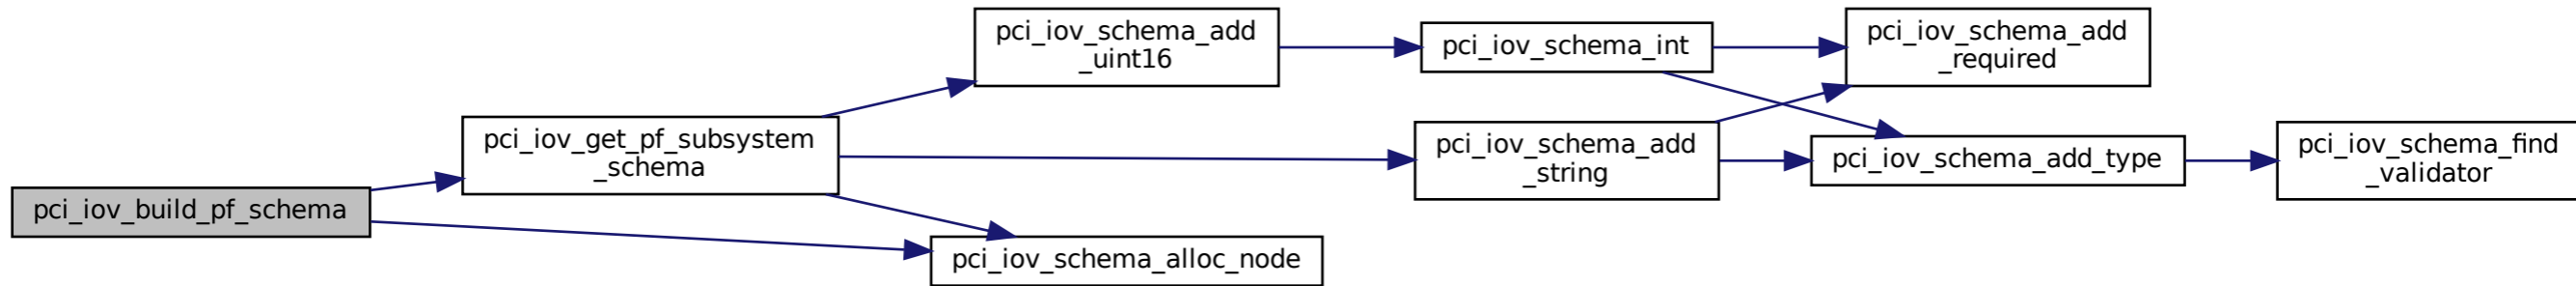 pci_iov_build_pf_schema
pci_iov_get_pf_subsystem
_schema
pci_iov_schema_add
_uint16
pci_iov_schema_int
pci_iov_schema_add
_required
pci_iov_schema_add
_string
pci_iov_schema_add_type
pci_iov_schema_find
_validator
pci_iov_schema_alloc_node